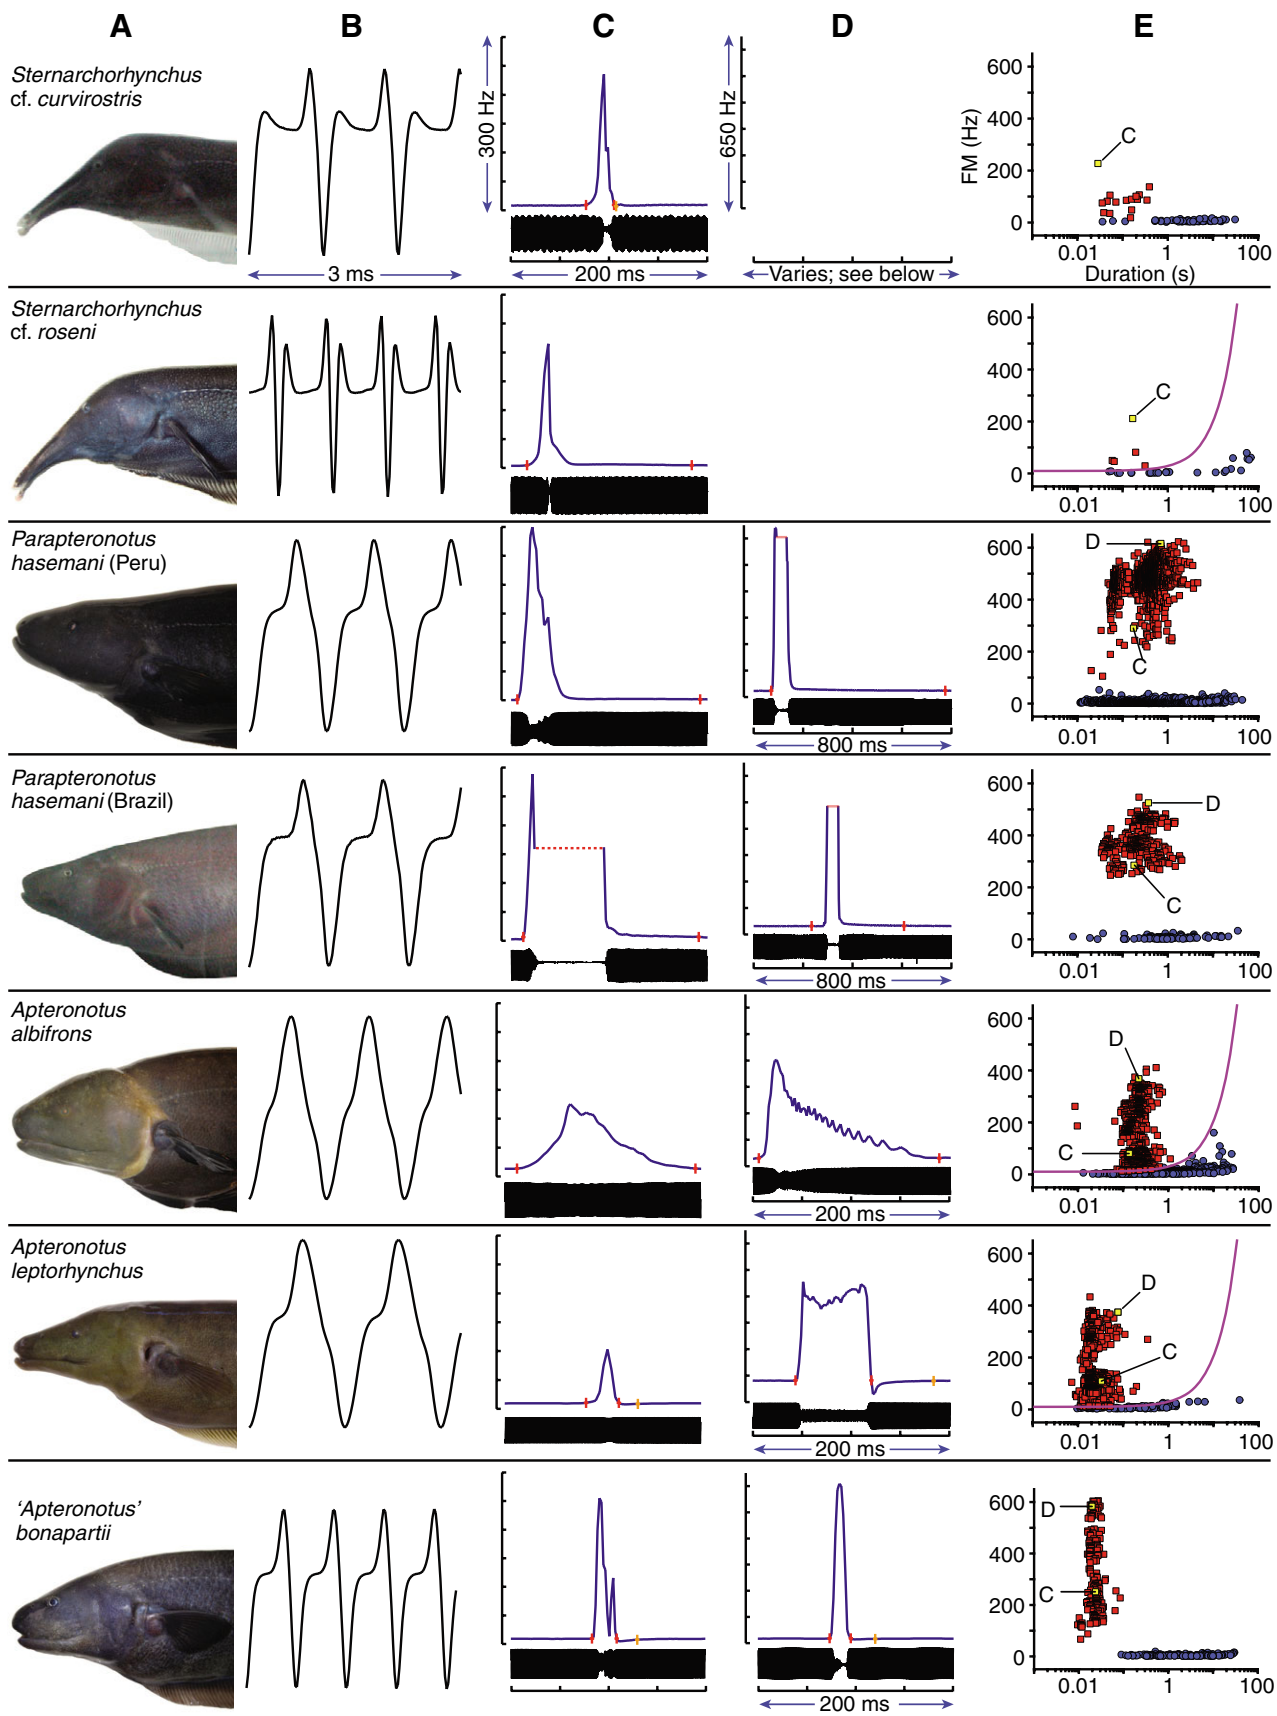 A B C D E
Sternarchorhynchus
cf. curvirostris
300 Hz
650 Hz
3 ms
200 ms
Varies; see below
FM (Hz)
600
400
200
0
C
0.01 1 100
Duration (s)
Sternarchorhynchus
cf. roseni
600
400
200
0
C
0.01 1 100
Parapteronotus
hasemani (Peru)
800 ms
600
400
200
0
D
C
0.01 1 100
Parapteronotus
hasemani (Brazil)
800 ms
600
400
200
0
D
C
0.01 1 100
Apteronotus
albifrons
200 ms
600
400
200
0
D
C
0.01 1 100
Apteronotus
leptorhynchus
200 ms
600
400
200
0
D
C
0.01 1 100
‘Apteronotus’
bonapartii
200 ms
600
400
200
0
D
C
0.01 1 100